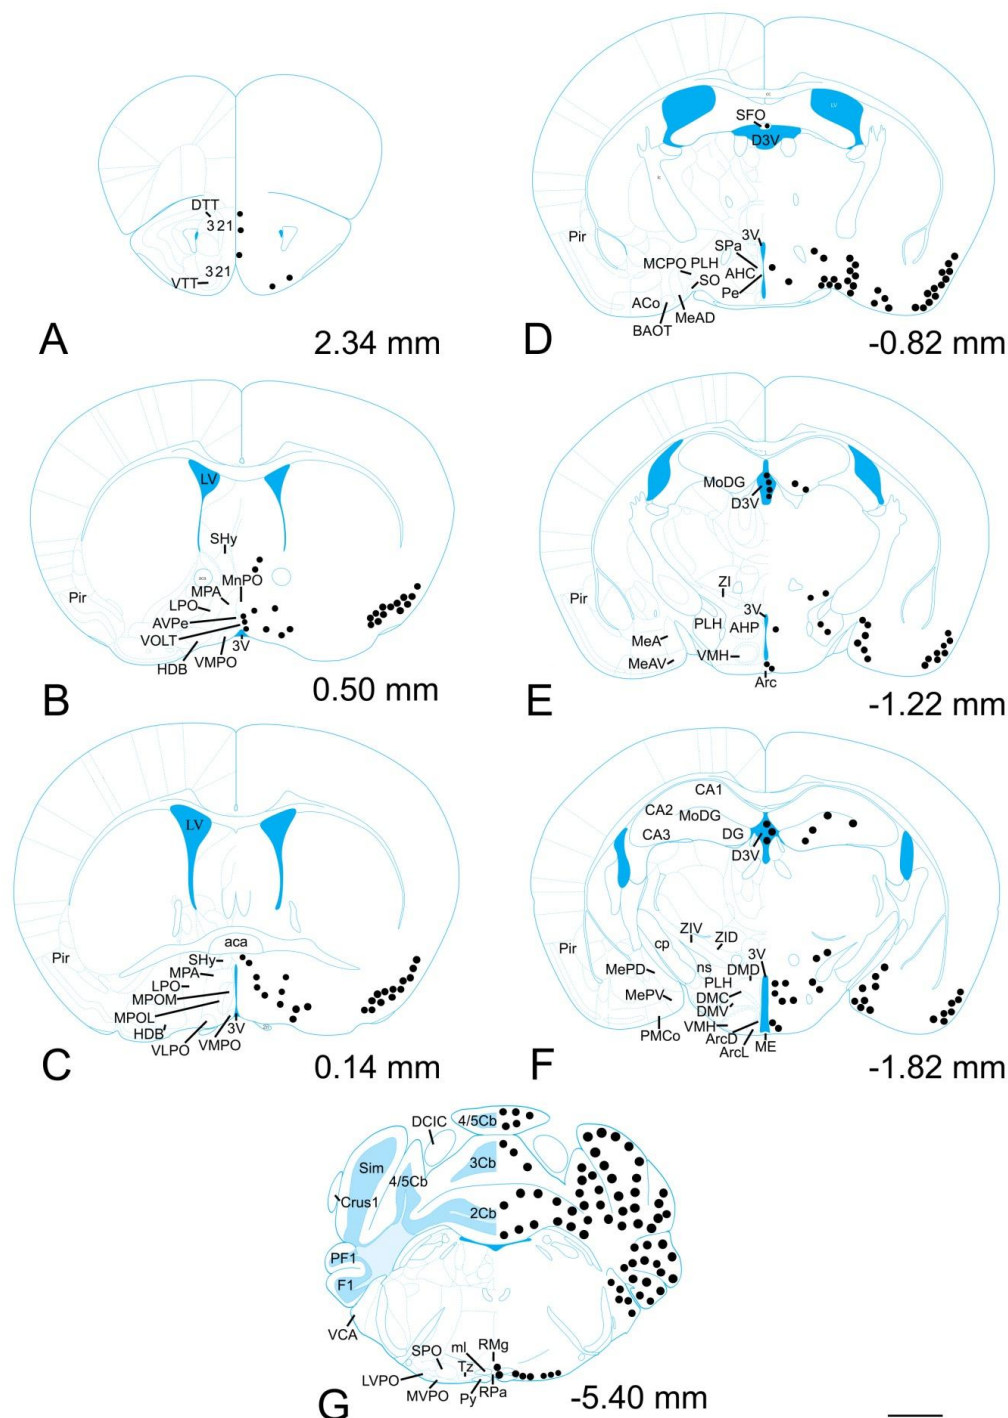 DTT
3 21
3 21
VTT
A
2.34 mm
LV
SHy
MnPO
MPA
LPO
Pir
AVPe
VOLT
3V
HDB
VMPO
B
0.50 mm
LV
aca
Pir
SHy
MPA
LPO
MPOM
MPOL
HDB
3V
VLPO
VMPO
C
0.14 mm
LV
SFO
D3V
Pir
3V
SPa
MCPO PLH
AHC
SO
Pe
ACo
MeAD
BAOT
D
-0.82 mm
MoDG
D3V
ZI
Pir
3V
PLH
AHP
MeA
VMH
MeAV
Arc
E
-1.22 mm
CA1
CA2
MoDG
CA3
DG
D3V
ZIV
ZID
Pir
cp
3V
ns
DMD
MePD
PLH
MePV
DMC
DMV
VMH
PMCo
ArcD
ME
ArcL
F
-1.82 mm
DCIC
4/5Cb
Sim
3Cb
4/5Cb
Crus1
2Cb
PF1
F1
VCA
ml
RMg
SPO
Tz
LVPO
MVPO
Py
RPa
G
-5.40 mm